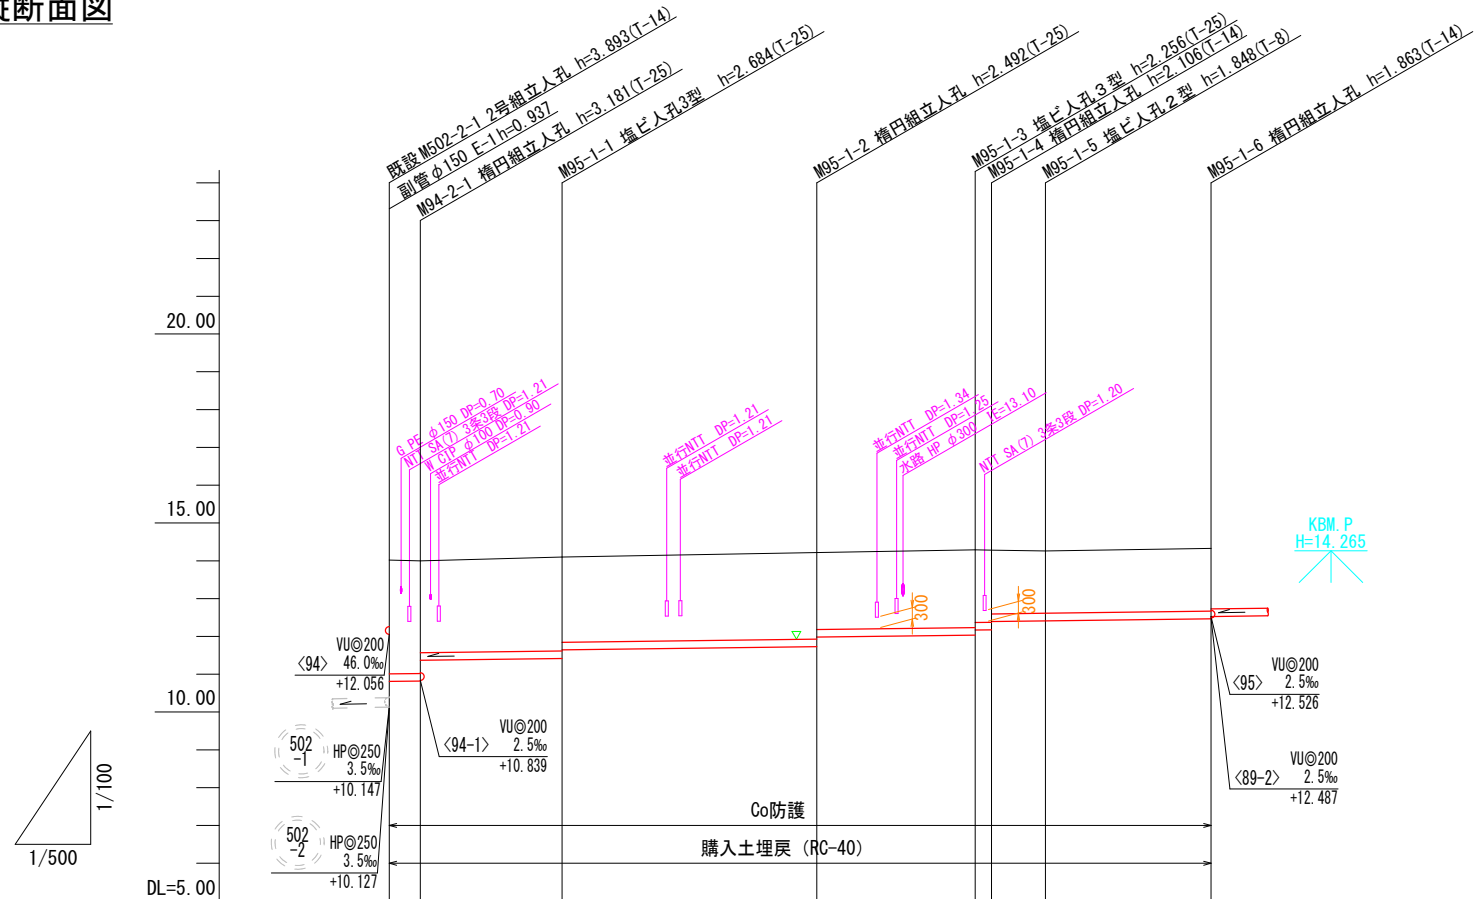 縦断面図
既設M502-2-1 2号組立人孔 h=3.893(T-14)
副管φ150 E-1h=0.937
M94-2-1 楕円組立人孔 h=3.181(T-25)
M95-1-1 塩ビ人孔3型 h=2.684(T-25)
M95-1-2 楕円組立人孔 h=2.492(T-25)
M95-1-3 塩ビ人孔3型 h=2.256(T-25)
M95-1-4 楕円組立人孔 h=2.106(T-14)
M95-1-5 塩ビ人孔2型 h=1.848(T-8)
M95-1-6 楕円組立人孔 h=1.863(T-14)
20.00
15.00
10.00
DL=5.00
G PE φ150 DP=0.70
NTT SA(7) 3条3段 DP=1.21
W CIP φ100 DP=0.90
並行NTT DP=1.21
並行NTT DP=1.21
並行NTT DP=1.21
並行NTT DP=1.34
並行NTT DP=1.25
水路 HP φ300 IE=13.10
NTT SA(7) 3条3段 DP=1.20
KBM.P
H=14.265
300
300
VU◎200
〈94〉 46.0‰
+12.056
502
-1
HP◎250
3.5‰
+10.147
502
-2
HP◎250
3.5‰
+10.127
VU◎200
〈94-1〉 2.5‰
+10.839
VU◎200
〈95〉 2.5‰
+12.526
VU◎200
〈89-2〉 2.5‰
+12.487
Co防護
購入土埋戻 (RC-40)
1/100
1/500